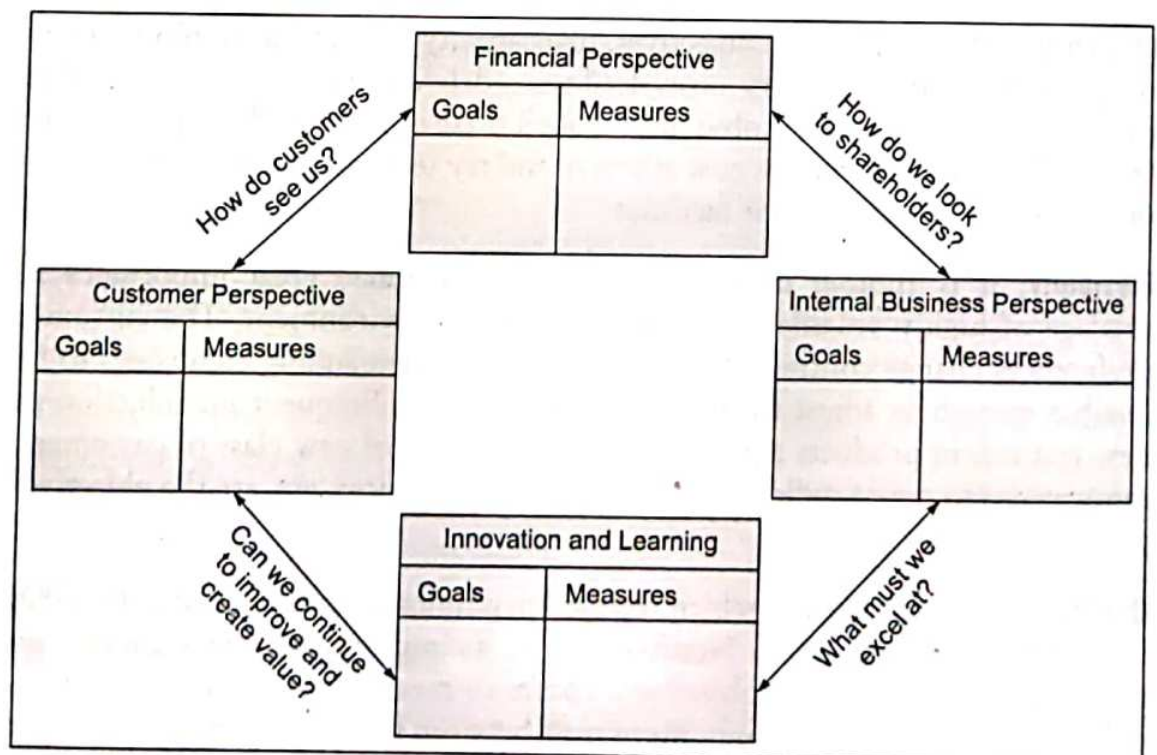 Financial Perspective
Goals Measures
How do customers
see us?
How do we look
to shareholders?
Customer Perspective
Goals Measures
Internal Business Perspective
Goals Measures
Innovation and Learning
Goals Measures
Can we continue
to improve and
create value?
What must we
excel at?